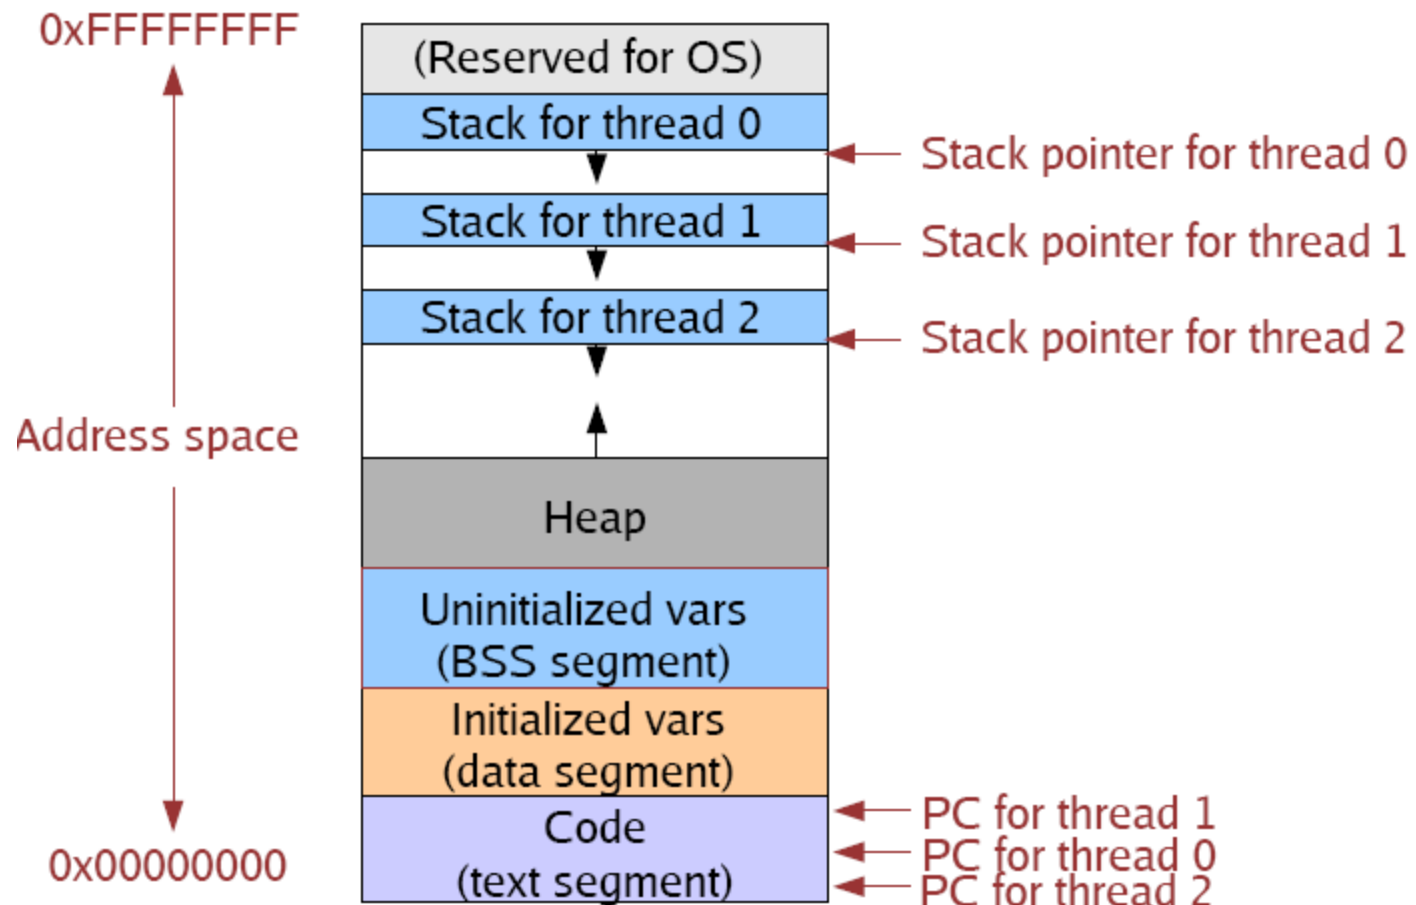 0xFFFFFFFF
(Reserved for OS)
Stack for thread 0
Stack pointer for thread 0
Stack for thread 1
Stack pointer for thread 1
Stack for thread 2
Stack pointer for thread 2
Address space
Heap
Uninitialized vars
(BSS segment)
Initialized vars
(data segment)
Code
(text segment)
PC for thread 1
PC for thread 0
PC for thread 2
0x00000000